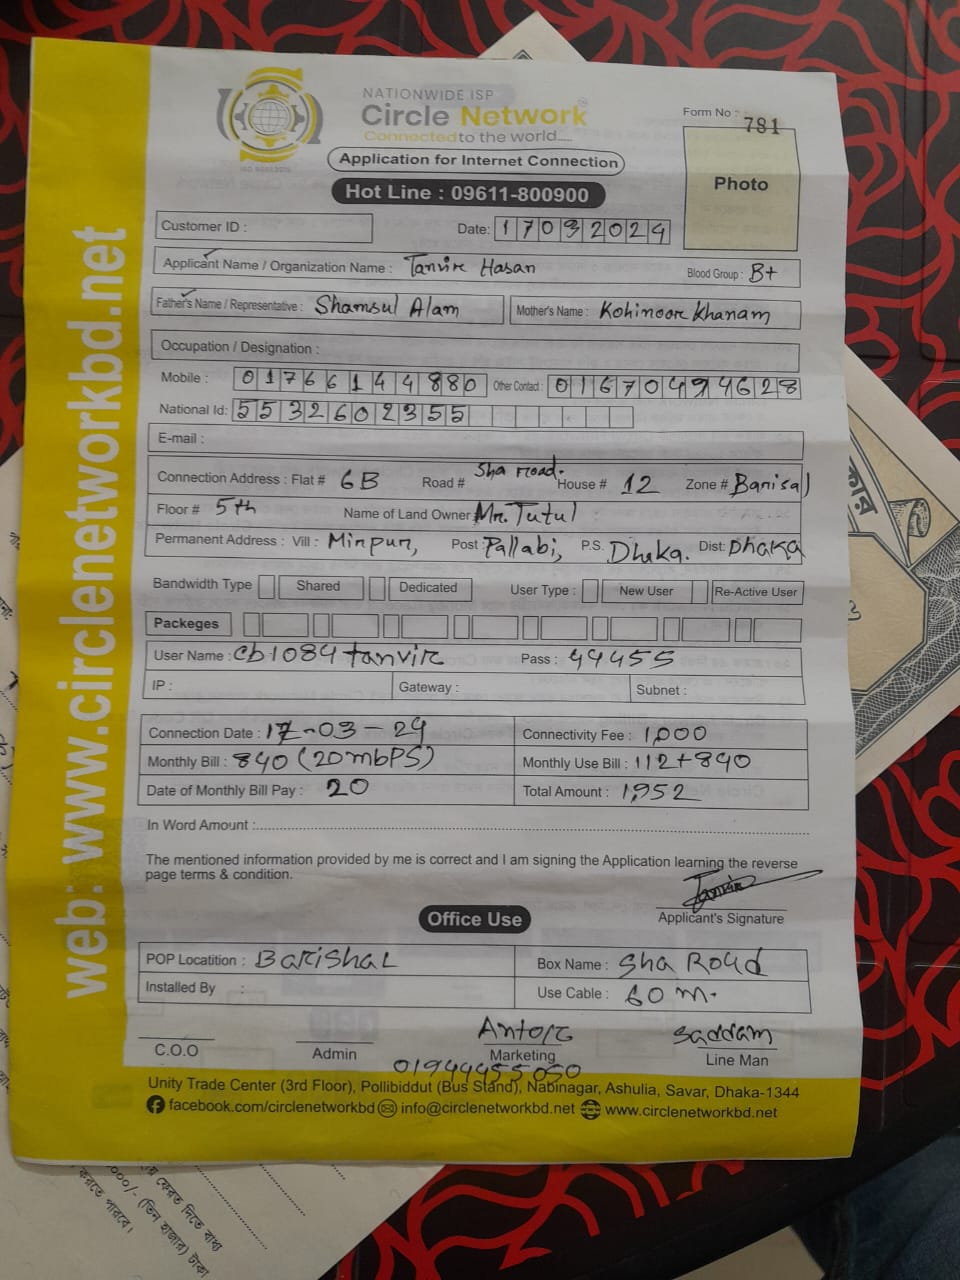 NATIONWIDE ISP
Circle Network
Connected to the world.....
ISO 9001:2015
Form No : 781
Application for Internet Connection
Hot Line : 09611-800900
Photo
Customer ID :
Date: 17032024
Applicant Name / Organization Name : Tanvir Hasan Blood Group : B+
Father's Name / Representative : Shamsul Alam Mother's Name : Kohinoor Khanam
Occupation / Designation :
Mobile : 01766144880 Other Contact : 01670494628
National Id: 5532602355
E-mail :
Connection Address : Flat # 6B Road # Sha Road. House # 12 Zone # Barisal
Floor # 5th Name of Land Owner Mr. Tutul
Permanent Address : Vill : Mirpur, Post : Pallabi, P.S. Dhaka. Dist: Dhaka
Bandwidth Type Shared Dedicated User Type : New User Re-Active User
Packeges
User Name : cb1084tanvir Pass : 44455
IP : Gateway : Subnet :
Connection Date : 17-03-24 Connectivity Fee : 1,000
Monthly Bill : 840 (20mbPS) Monthly Use Bill : 112+840
Date of Monthly Bill Pay : 20 Total Amount : 1,952
In Word Amount :
The mentioned information provided by me is correct and I am signing the Application learning the reverse
page terms & condition.
Tanvir
Applicant's Signature
Office Use
POP Locatition : Barishal Box Name : Sha Road
Installed By : Use Cable : 60 m.
Antor Saddam
C.O.O Admin Marketing Line Man
01944455050
Unity Trade Center (3rd Floor), Pollibiddut (Bus Stand), Nabinagar, Ashulia, Savar, Dhaka-1344
facebook.com/circlenetworkbd info@circlenetworkbd.net www.circlenetworkbd.net
web: www.circlenetworkbd.net
ফেরত দিতে বাধ্য
০০০/- (তিন হাজার) টাকা
করতে পারবে।